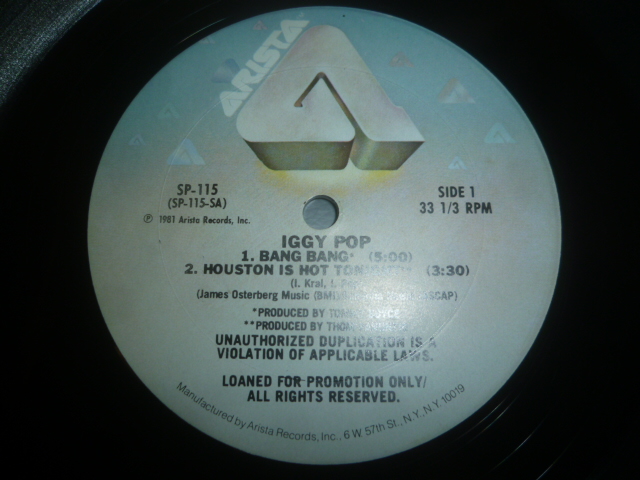 ARISTA
SP-115
(SP-115-SA)
℗ 1981 Arista Records, Inc.
SIDE 1
33 1/3 RPM
IGGY POP
1. BANG BANG* (5:00)
2. HOUSTON IS HOT (3:30)
(I. Kral, I.
(James Osterberg Music (BMI)
*PRODUCED BY
**PRODUCED BY
UNAUTHORIZED DUPLICATION IS A
VIOLATION OF APPLICABLE LAWS.
LOANED FOR PROMOTION ONLY/
ALL RIGHTS RESERVED.
Manufactured by Arista Records, Inc., 6 W. 57th St., N.Y., N.Y. 10019